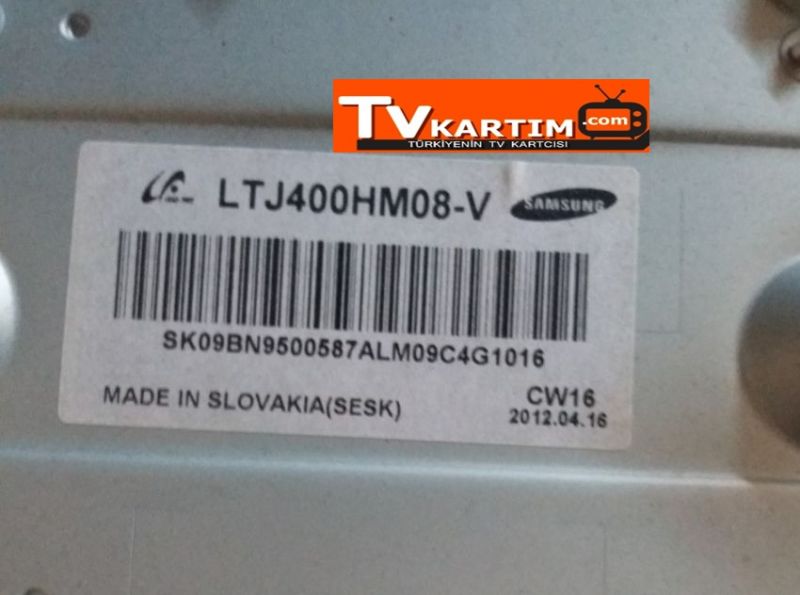 TVKARTIM.com
TÜRKİYENİN TV KARTCISI
LTJ400HM08-V SAMSUNG
SK09BN9500587ALM09C4G1016
MADE IN SLOVAKIA(SESK)
CW16
2012.04.16